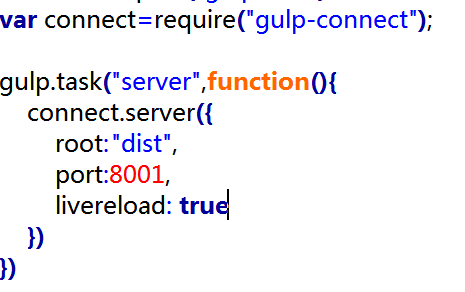 var connect=require("gulp-connect");
gulp.task("server",function(){
connect.server({
root:"dist",
port:8001,
livereload: true
})
})